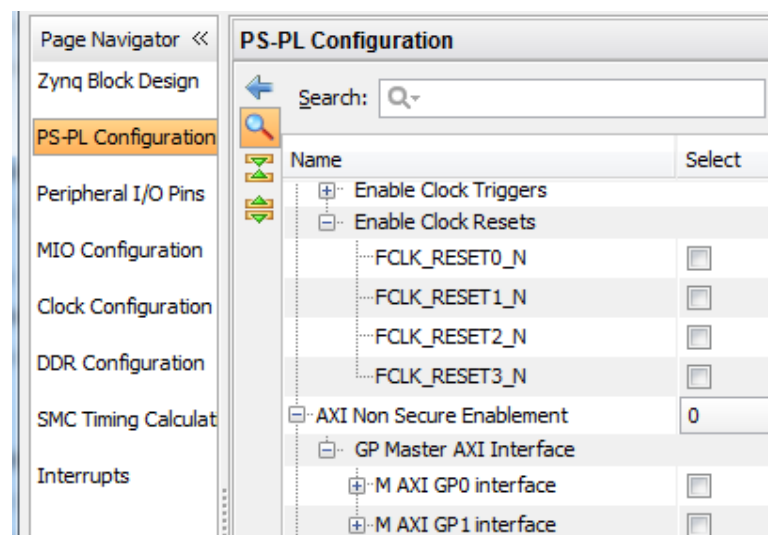 Page Navigator «
PS-PL Configuration
Zynq Block Design
PS-PL Configuration
Peripheral I/O Pins
MIO Configuration
Clock Configuration
DDR Configuration
SMC Timing Calculat
Interrupts
Search:
Name Select
Enable Clock Triggers
Enable Clock Resets
FCLK_RESET0_N
FCLK_RESET1_N
FCLK_RESET2_N
FCLK_RESET3_N
AXI Non Secure Enablement 0
GP Master AXI Interface
M AXI GP0 interface
M AXI GP1 interface